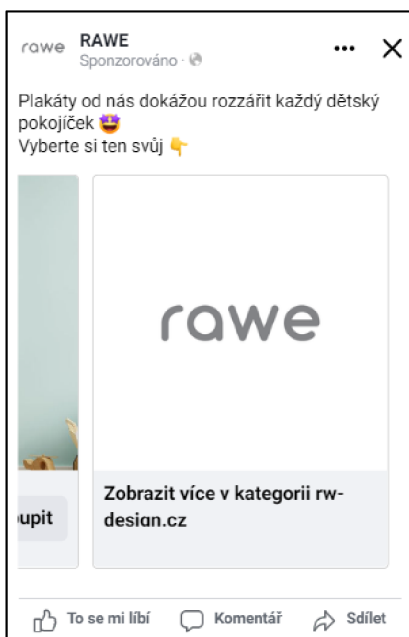 rawe RAWE
Sponzorováno ·
Plakáty od nás dokážou rozzářit každý dětský
pokojíček 🤩
Vyberte si ten svůj 👇
rawe
oupit
Zobrazit více v kategorii rw-
design.cz
To se mi líbí Komentář Sdílet